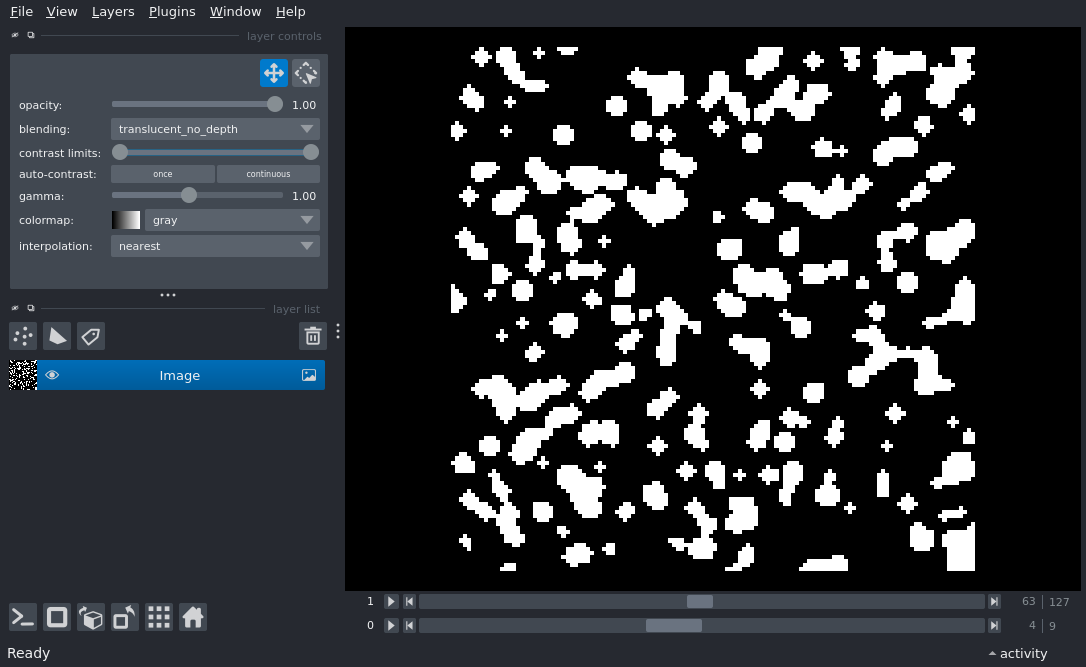 File View Layers Plugins Window Help
layer controls
opacity: 1.00
blending: translucent_no_depth
contrast limits:
auto-contrast: once continuous
gamma: 1.00
colormap: gray
interpolation: nearest
layer list
Image
1 63 127
0 4 9
Ready activity